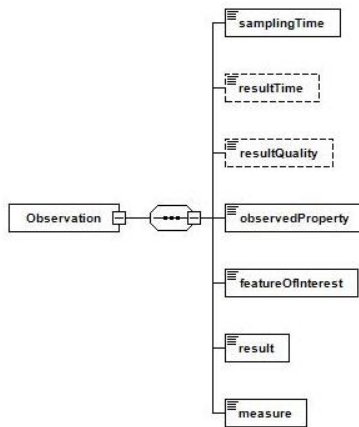 samplingTime
resultTime
resultQuality
Observation
observedProperty
featureOfInterest
result
measure